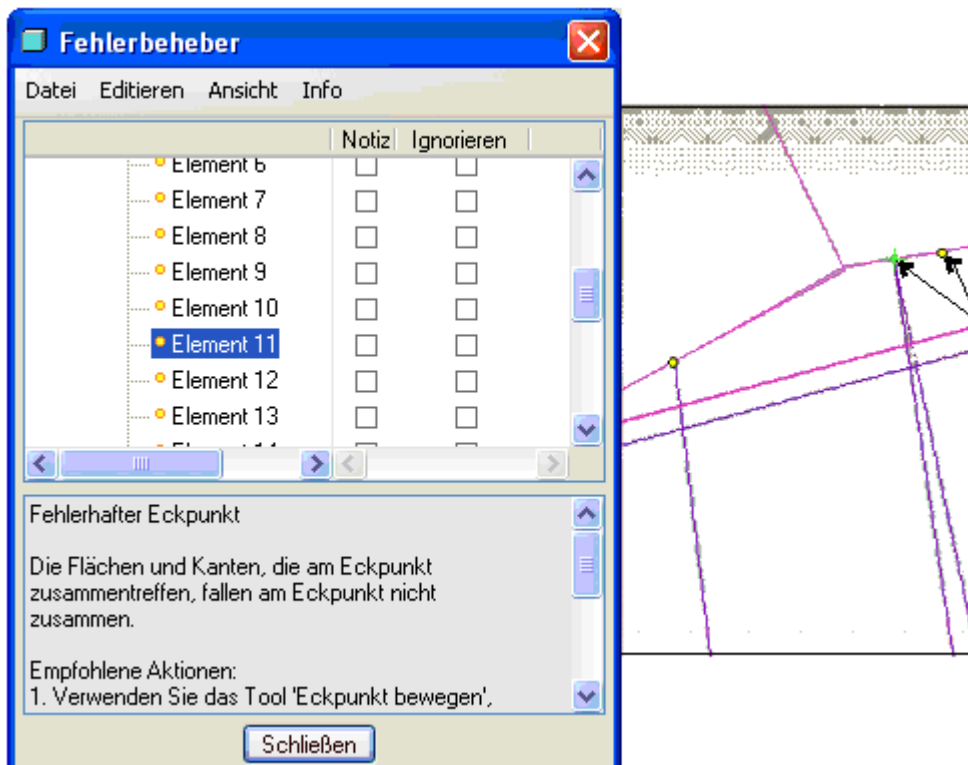 Fehlerbeheber
Datei Editieren Ansicht Info
Notiz Ignorieren
Element 6
Element 7
Element 8
Element 9
Element 10
Element 11
Element 12
Element 13
Fehlerhafter Eckpunkt
Die Flächen und Kanten, die am Eckpunkt
zusammentreffen, fallen am Eckpunkt nicht
zusammen.
Empfohlene Aktionen:
1. Verwenden Sie das Tool 'Eckpunkt bewegen',
Schließen